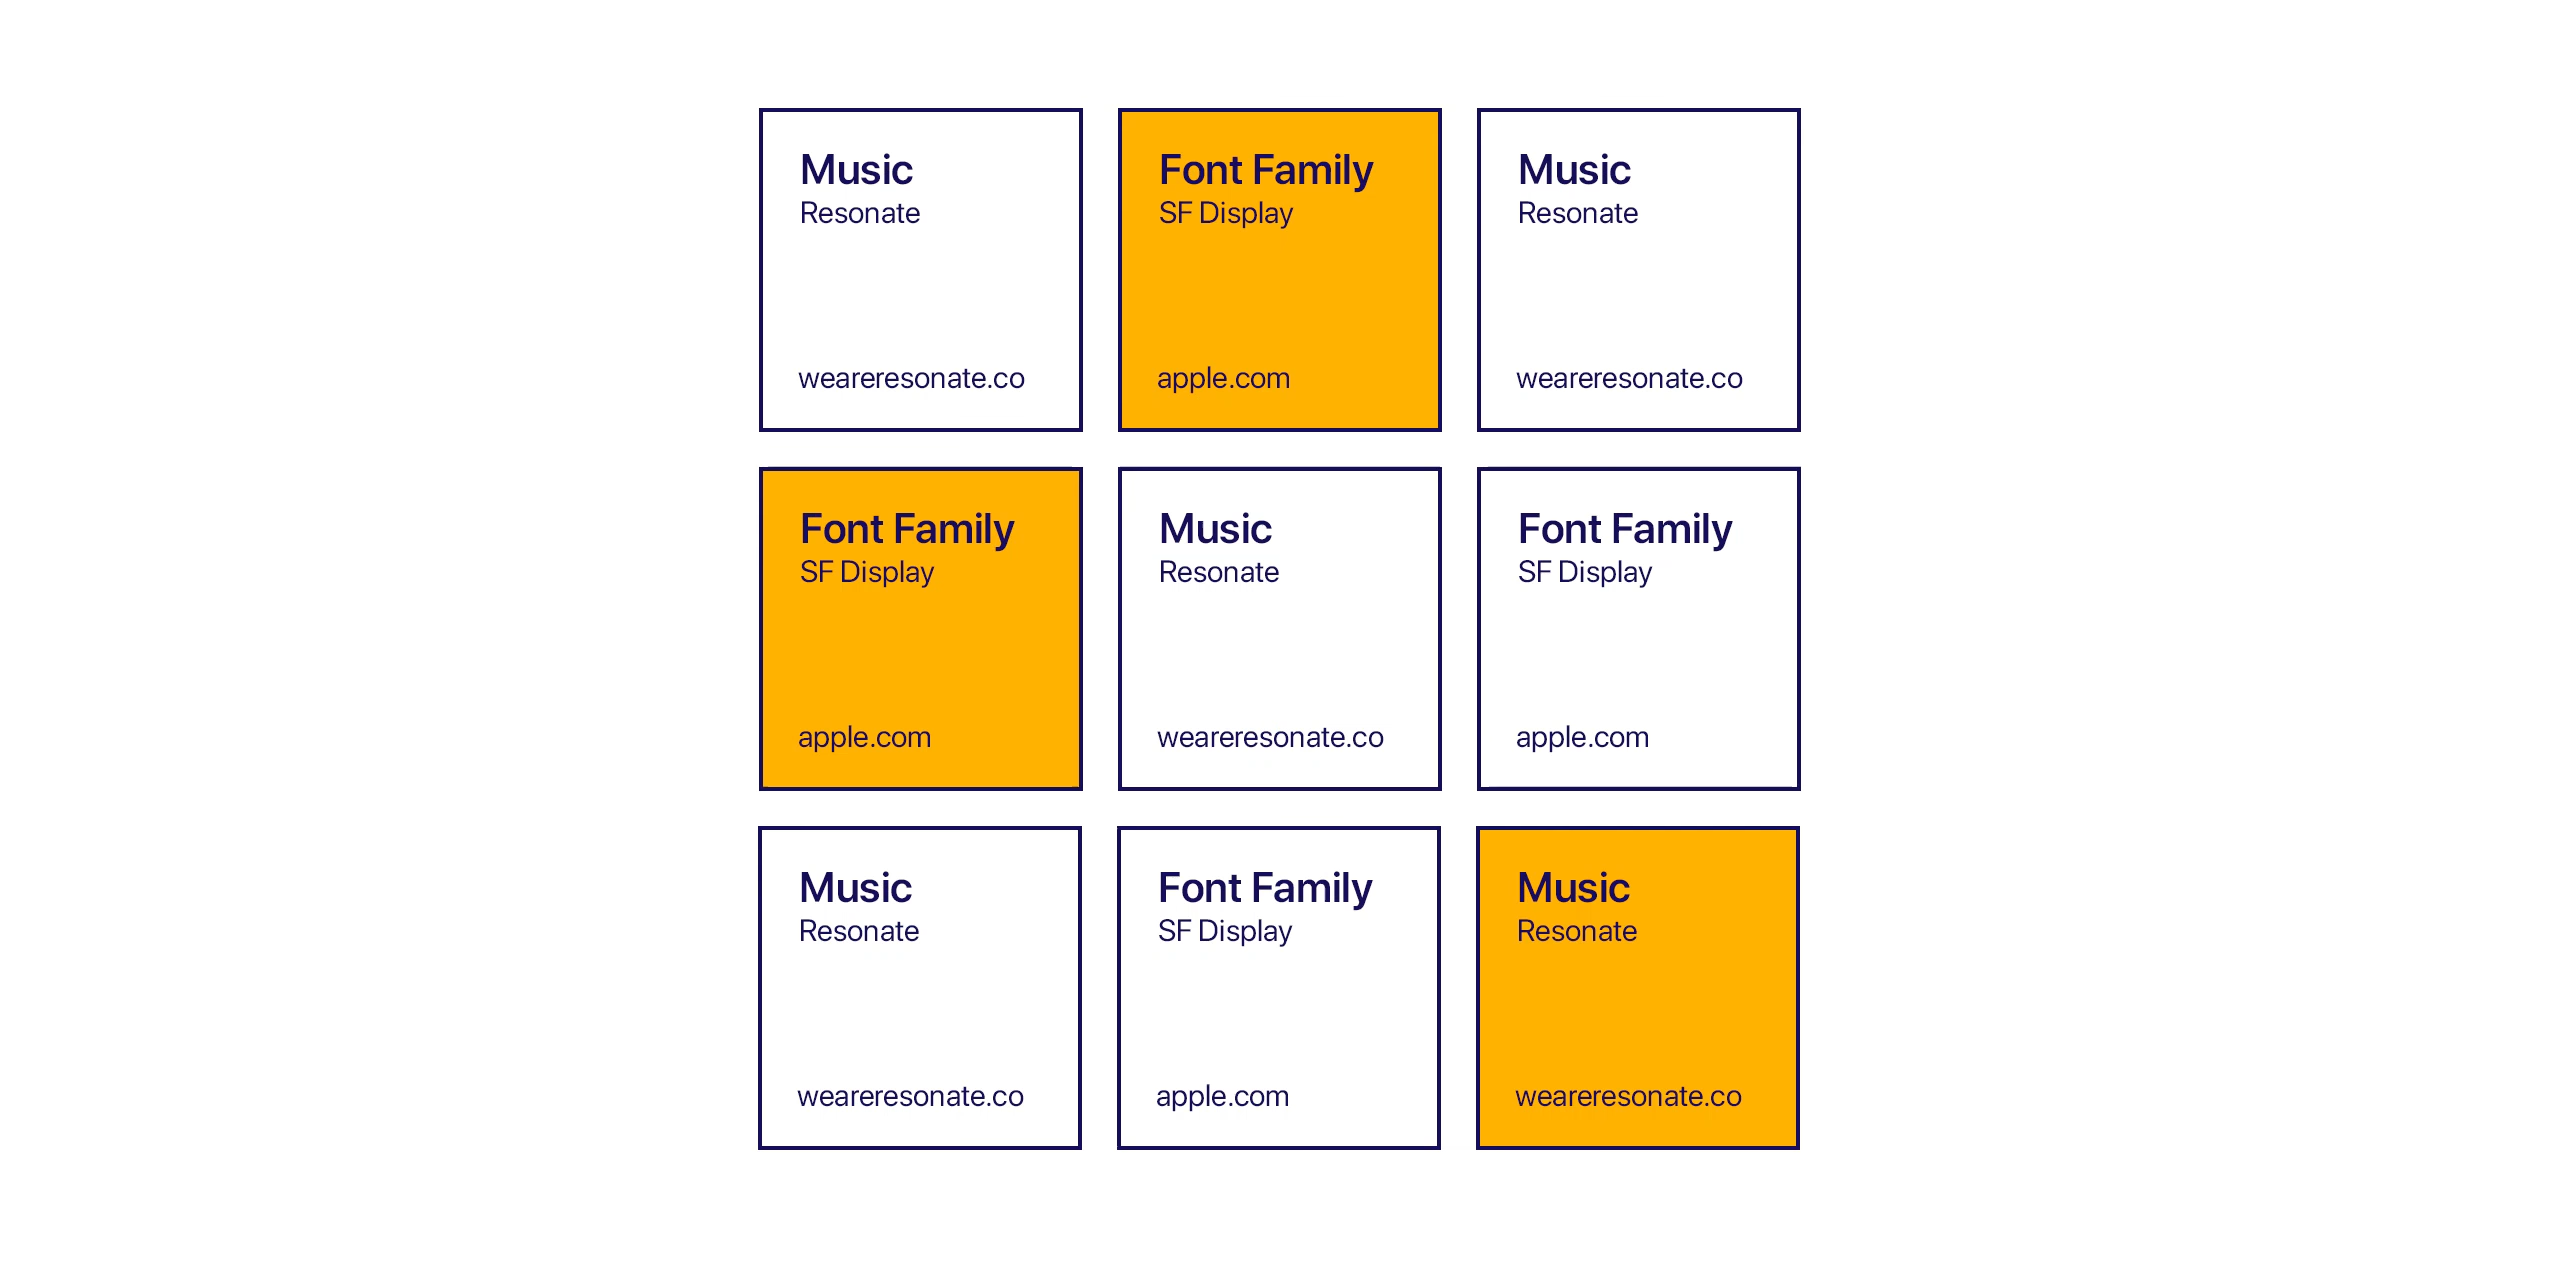 Music
Resonate
weareresonate.co
Font Family
SF Display
apple.com
Music
Resonate
weareresonate.co
Font Family
SF Display
apple.com
Music
Resonate
weareresonate.co
Font Family
SF Display
apple.com
Music
Resonate
weareresonate.co
Font Family
SF Display
apple.com
Music
Resonate
weareresonate.co